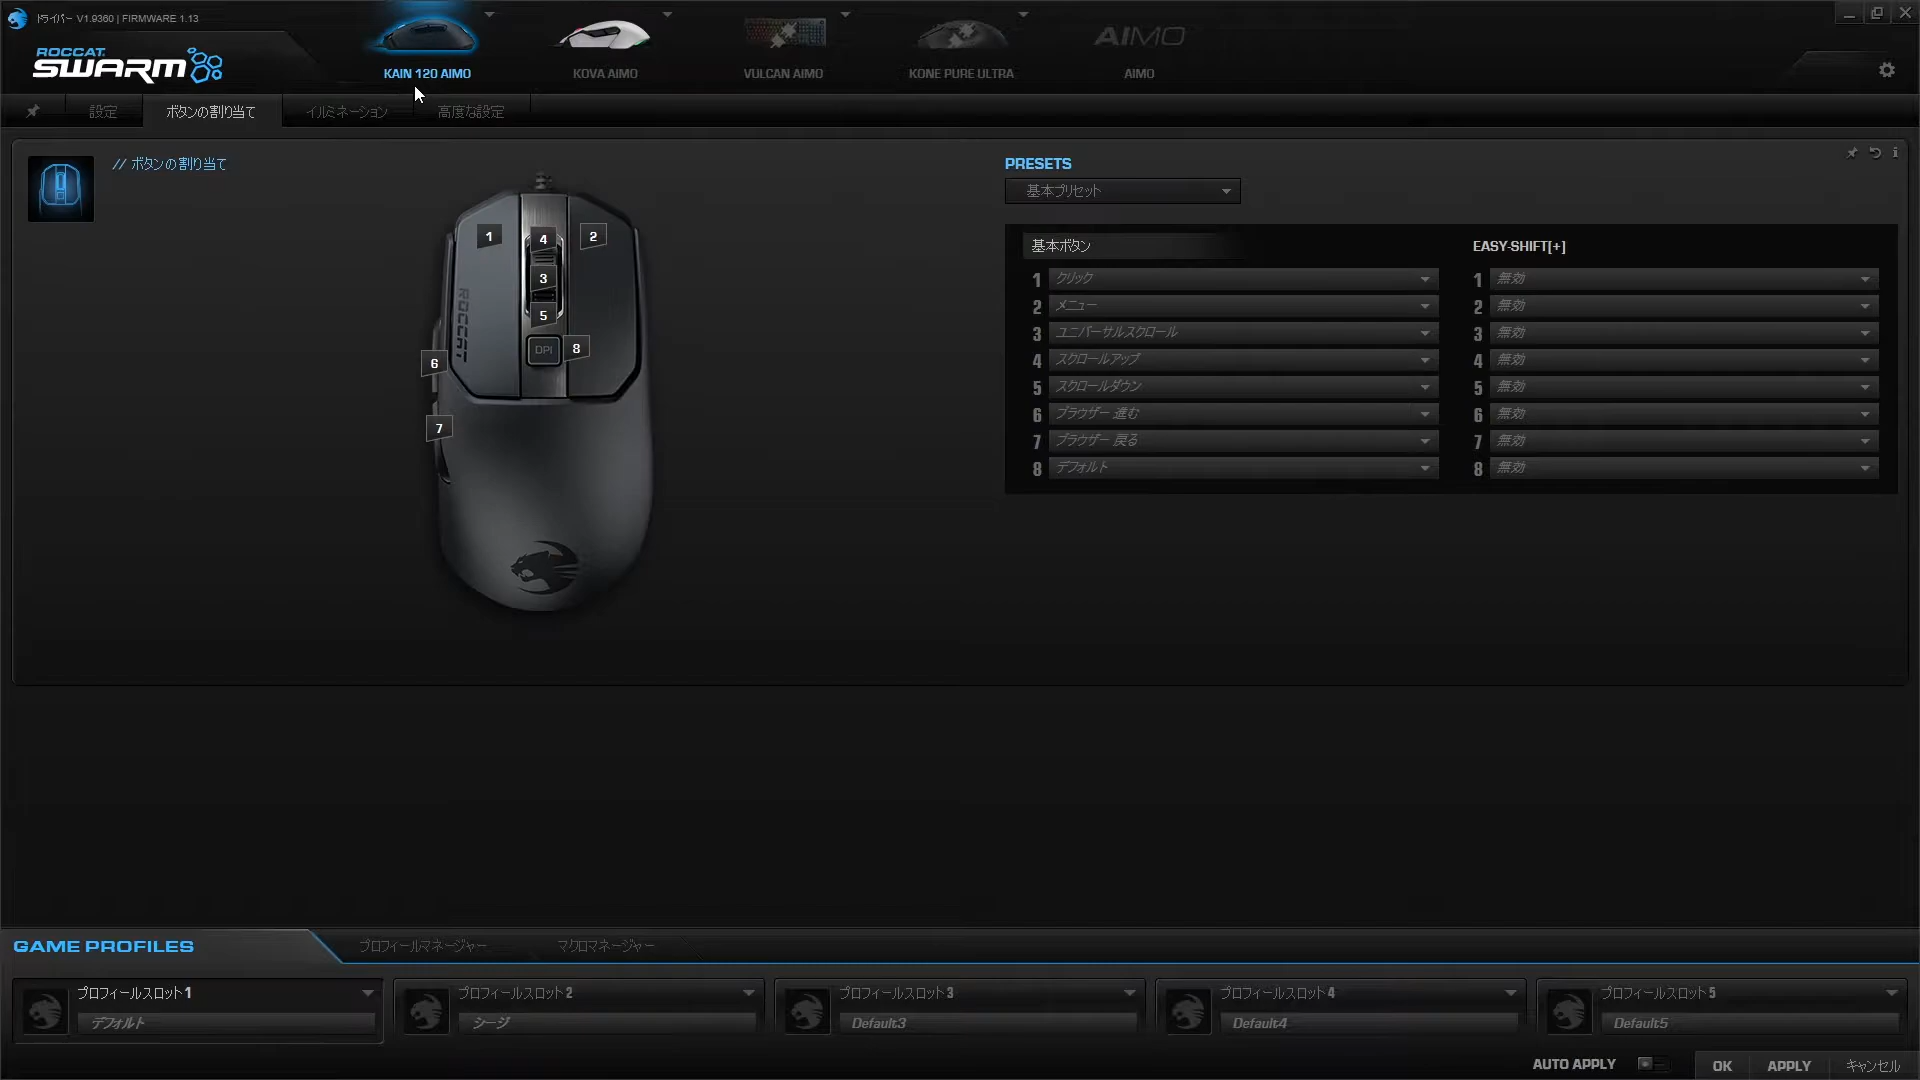 ドライバー V1.9360 | FIRMWARE 1.13
ROCCAT
SWARM
KAIN 120 AIMO
KOVA AIMO
VULCAN AIMO
KONE PURE ULTRA
AIMO
AIMO
設定
ボタンの割り当て
イルミネーション
高度な設定
// ボタンの割り当て
1
4
2
3
5
DPI
8
6
7
ROCCAT
PRESETS
基本プリセット
基本ボタン
EASY-SHIFT[+]
1 クリック
1 無効
2 メニュー
2 無効
3 ユニバーサルスクロール
3 無効
4 スクロールアップ
4 無効
5 スクロールダウン
5 無効
6 ブラウザー 進む
6 無効
7 ブラウザー 戻る
7 無効
8 デフォルト
8 無効
GAME PROFILES
プロフィールマネージャー
マクロマネージャー
プロフィールスロット 1
デフォルト
プロフィールスロット 2
シージ
プロフィールスロット 3
Default3
プロフィールスロット 4
Default4
プロフィールスロット 5
Default5
AUTO APPLY
OK
APPLY
キャンセル